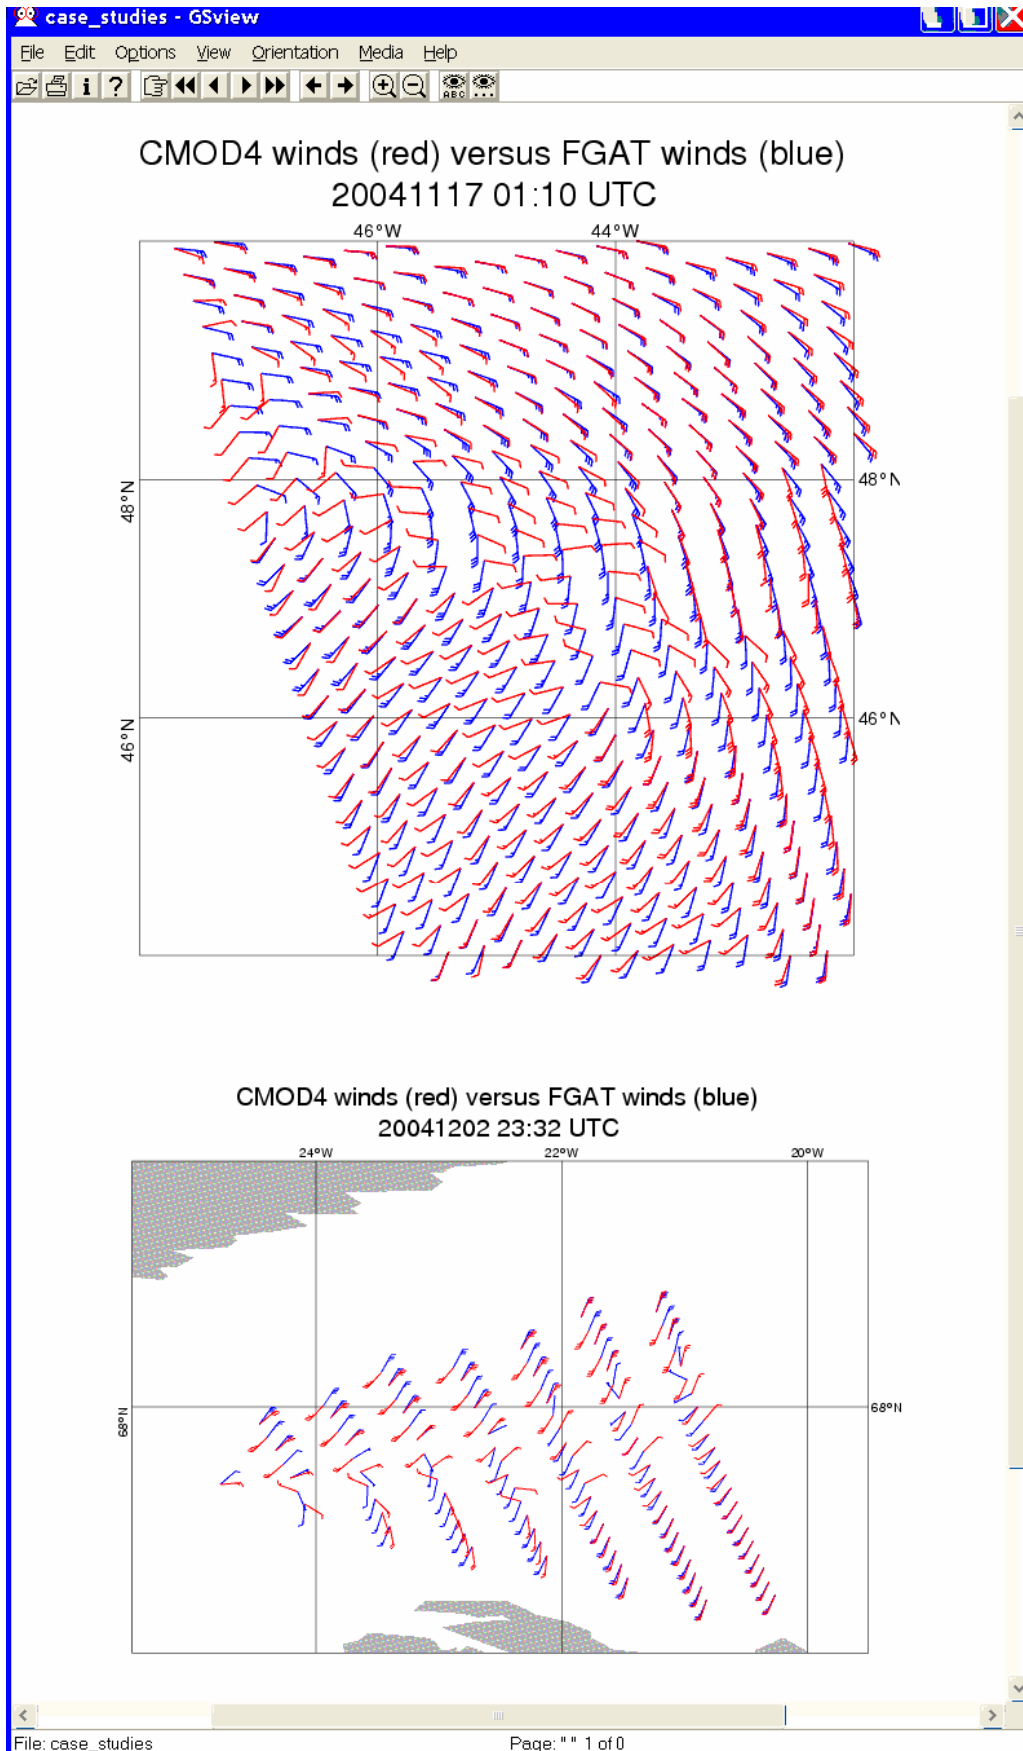 case_studies - GSview
File Edit Options View Orientation Media Help
ABC
CMOD4 winds (red) versus FGAT winds (blue)
20041117 01:10 UTC
46°W 44°W
48°N 48°N
46°N 46°N
CMOD4 winds (red) versus FGAT winds (blue)
20041202 23:32 UTC
24°W 22°W 20°W
68°N 68°N
File: case_studies Page: " " 1 of 0